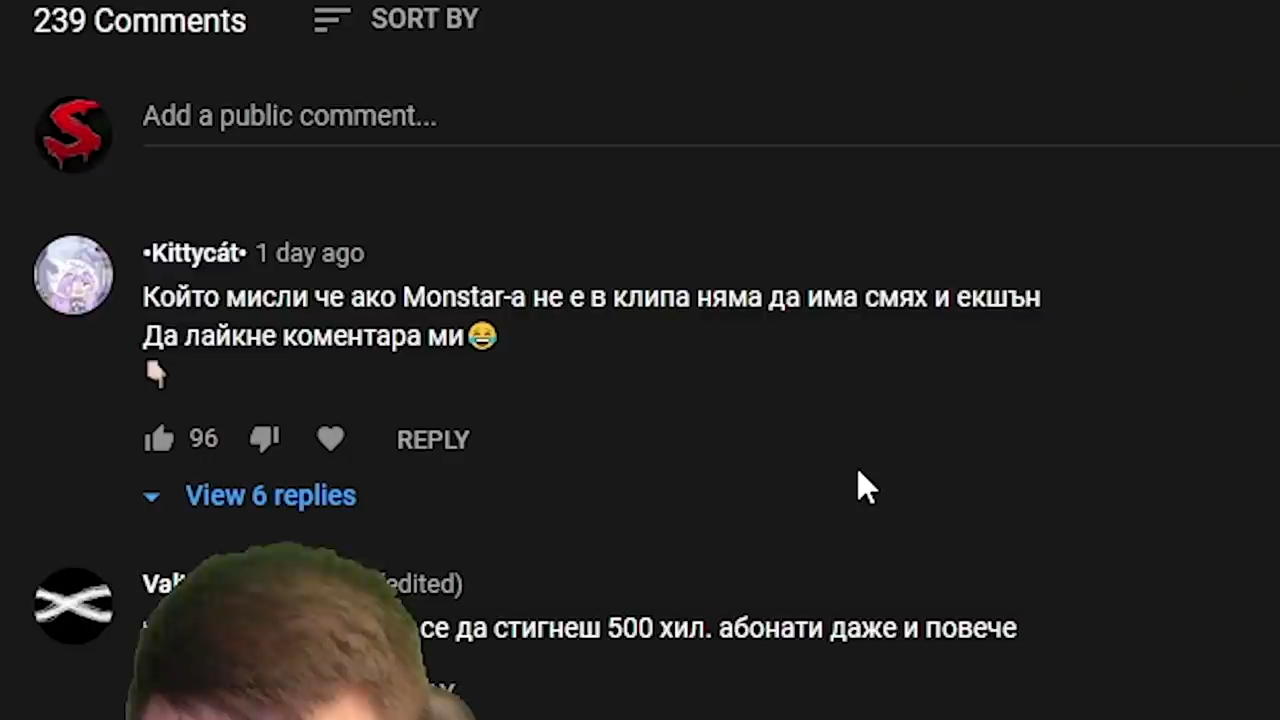 239 Comments SORT BY
Add a public comment...
•Kittycát• 1 day ago
Който мисли че ако Monstar-a не е в клипа няма да има смях и екшън
Да лайкне коментара ми😂
👇🏻
96 REPLY
View 6 replies
(edited)
се да стигнеш 500 хил. абонати даже и повече